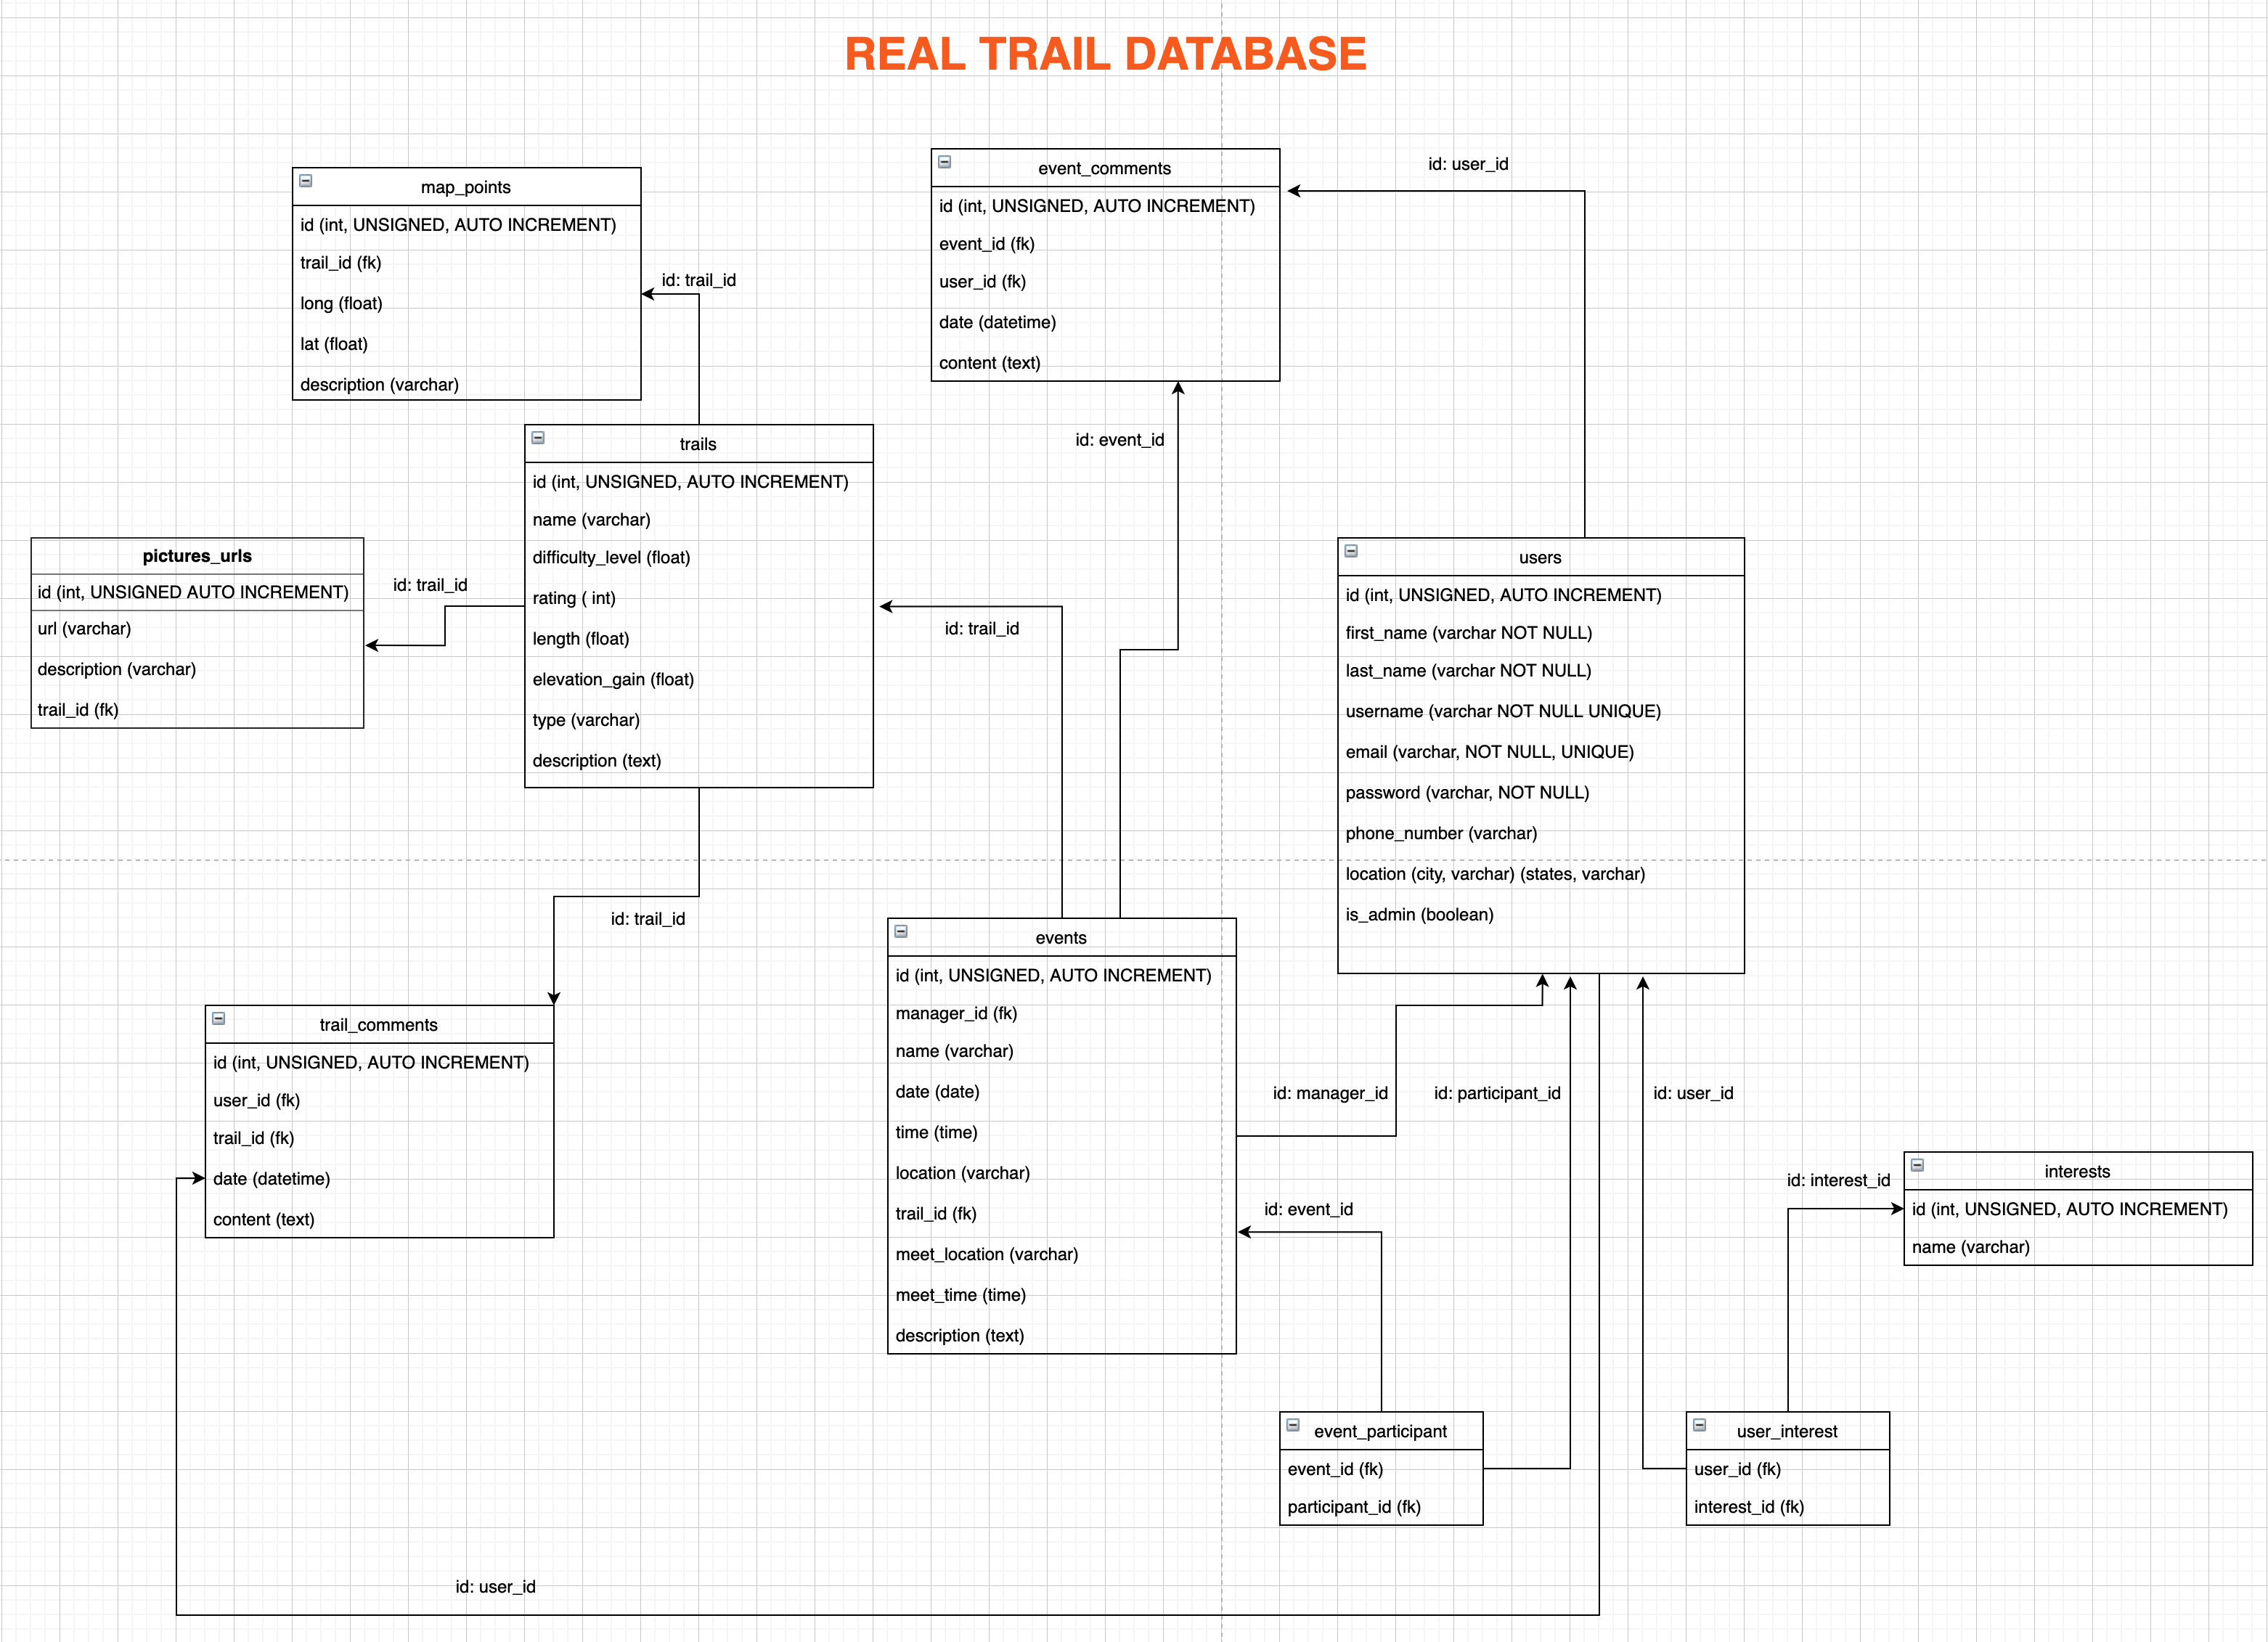 REAL TRAIL DATABASE
map_points
id (int, UNSIGNED, AUTO INCREMENT)
trail_id (fk)
long (float)
lat (float)
description (varchar)
id: trail_id
event_comments
id (int, UNSIGNED, AUTO INCREMENT)
event_id (fk)
user_id (fk)
date (datetime)
content (text)
id: user_id
id: event_id
trails
id (int, UNSIGNED, AUTO INCREMENT)
name (varchar)
difficulty_level (float)
rating ( int)
length (float)
elevation_gain (float)
type (varchar)
description (text)
pictures_urls
id (int, UNSIGNED AUTO INCREMENT)
url (varchar)
description (varchar)
trail_id (fk)
id: trail_id
id: trail_id
users
id (int, UNSIGNED, AUTO INCREMENT)
first_name (varchar NOT NULL)
last_name (varchar NOT NULL)
username (varchar NOT NULL UNIQUE)
email (varchar, NOT NULL, UNIQUE)
password (varchar, NOT NULL)
phone_number (varchar)
location (city, varchar) (states, varchar)
is_admin (boolean)
id: trail_id
trail_comments
id (int, UNSIGNED, AUTO INCREMENT)
user_id (fk)
trail_id (fk)
date (datetime)
content (text)
events
id (int, UNSIGNED, AUTO INCREMENT)
manager_id (fk)
name (varchar)
date (date)
time (time)
location (varchar)
trail_id (fk)
meet_location (varchar)
meet_time (time)
description (text)
id: manager_id
id: participant_id
id: user_id
id: event_id
id: interest_id
interests
id (int, UNSIGNED, AUTO INCREMENT)
name (varchar)
event_participant
event_id (fk)
participant_id (fk)
user_interest
user_id (fk)
interest_id (fk)
id: user_id